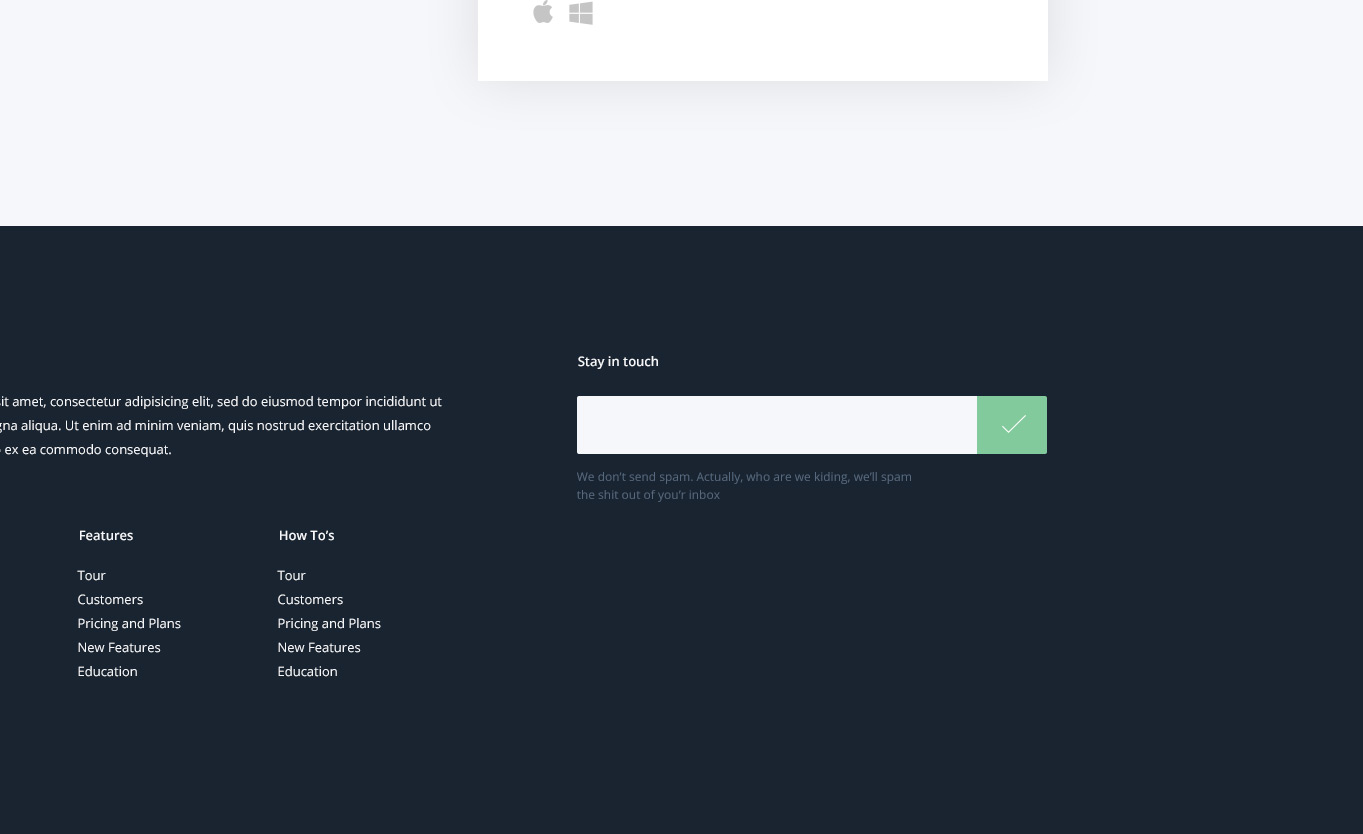 Stay in touch
sit amet, consectetur adipisicing elit, sed do eiusmod tempor incididunt ut
aliqua. Ut enim ad minim veniam, quis nostrud exercitation ullamco
ex ea commodo consequat.
We don’t send spam. Actually, who are we kiding, we’ll spam
the shit out of you’r inbox
Features
Tour
Customers
Pricing and Plans
New Features
Education
How To’s
Tour
Customers
Pricing and Plans
New Features
Education